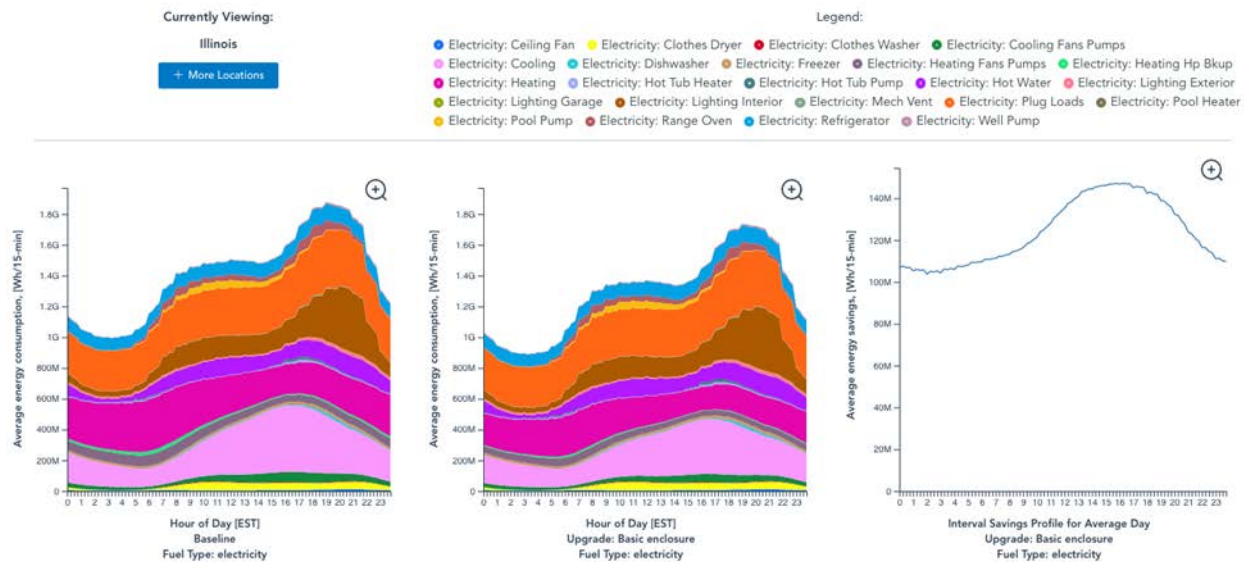 Currently Viewing:
Illinois
+ More Locations
Legend:
Electricity: Ceiling Fan Electricity: Clothes Dryer Electricity: Clothes Washer Electricity: Cooling Fans Pumps
Electricity: Cooling Electricity: Dishwasher Electricity: Freezer Electricity: Heating Fans Pumps Electricity: Heating Hp Bkup
Electricity: Heating Electricity: Hot Tub Heater Electricity: Hot Tub Pump Electricity: Hot Water Electricity: Lighting Exterior
Electricity: Lighting Garage Electricity: Lighting Interior Electricity: Mech Vent Electricity: Plug Loads Electricity: Pool Heater
Electricity: Pool Pump Electricity: Range Oven Electricity: Refrigerator Electricity: Well Pump
Average energy consumption, [Wh/15-min]
1.8G
1.6G
1.4G
1.2G
1G
800M
600M
400M
200M
0
0 1 2 3 4 5 6 7 8 9 10 11 12 13 14 15 16 17 18 19 20 21 22 23
Hour of Day [EST]
Baseline
Fuel Type: electricity
Average energy consumption, [Wh/15-min]
1.8G
1.6G
1.4G
1.2G
1G
800M
600M
400M
200M
0
0 1 2 3 4 5 6 7 8 9 10 11 12 13 14 15 16 17 18 19 20 21 22 23
Hour of Day [EST]
Upgrade: Basic enclosure
Fuel Type: electricity
Average energy savings, [Wh/15-min]
140M
120M
100M
80M
60M
40M
20M
0
0 1 2 3 4 5 6 7 8 9 10 11 12 13 14 15 16 17 18 19 20 21 22 23
Interval Savings Profile for Average Day
Upgrade: Basic enclosure
Fuel Type: electricity